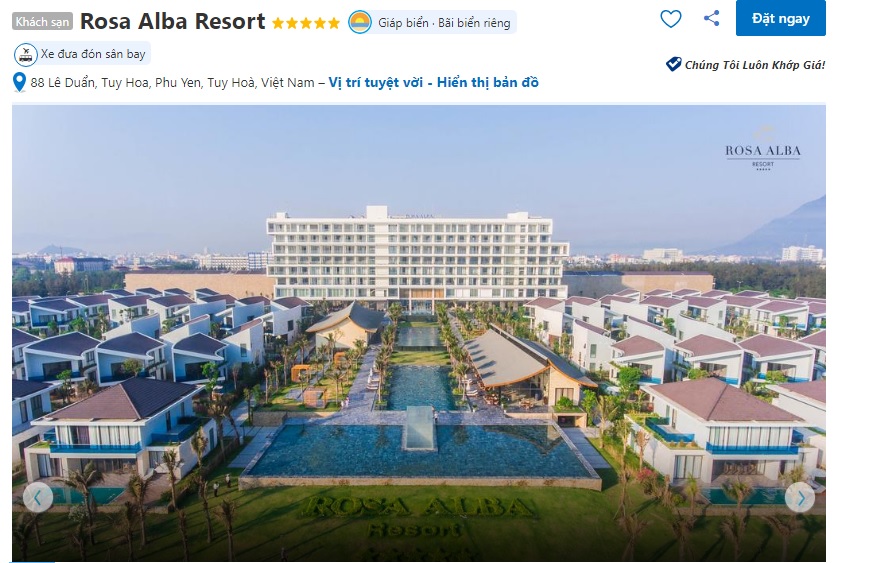 Khách sạn Rosa Alba Resort Giáp biển · Bãi biển riêng Đặt ngay
Xe đưa đón sân bay
Chúng Tôi Luôn Khớp Giá!
88 Lê Duẩn, Tuy Hoa, Phu Yen, Tuy Hoà, Việt Nam – Vị trí tuyệt vời - Hiển thị bản đồ
ROSA ALBA
RESORT
ROSA ALBA
ROSA ALBA
Resort